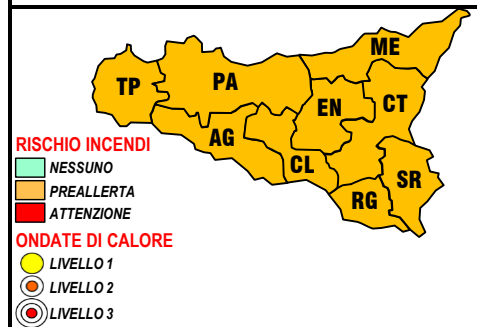 ME
TP
PA
EN
CT
AG
CL
SR
RG
RISCHIO INCENDI
NESSUNO
PREALLERTA
ATTENZIONE
ONDATE DI CALORE
LIVELLO 1
LIVELLO 2
LIVELLO 3